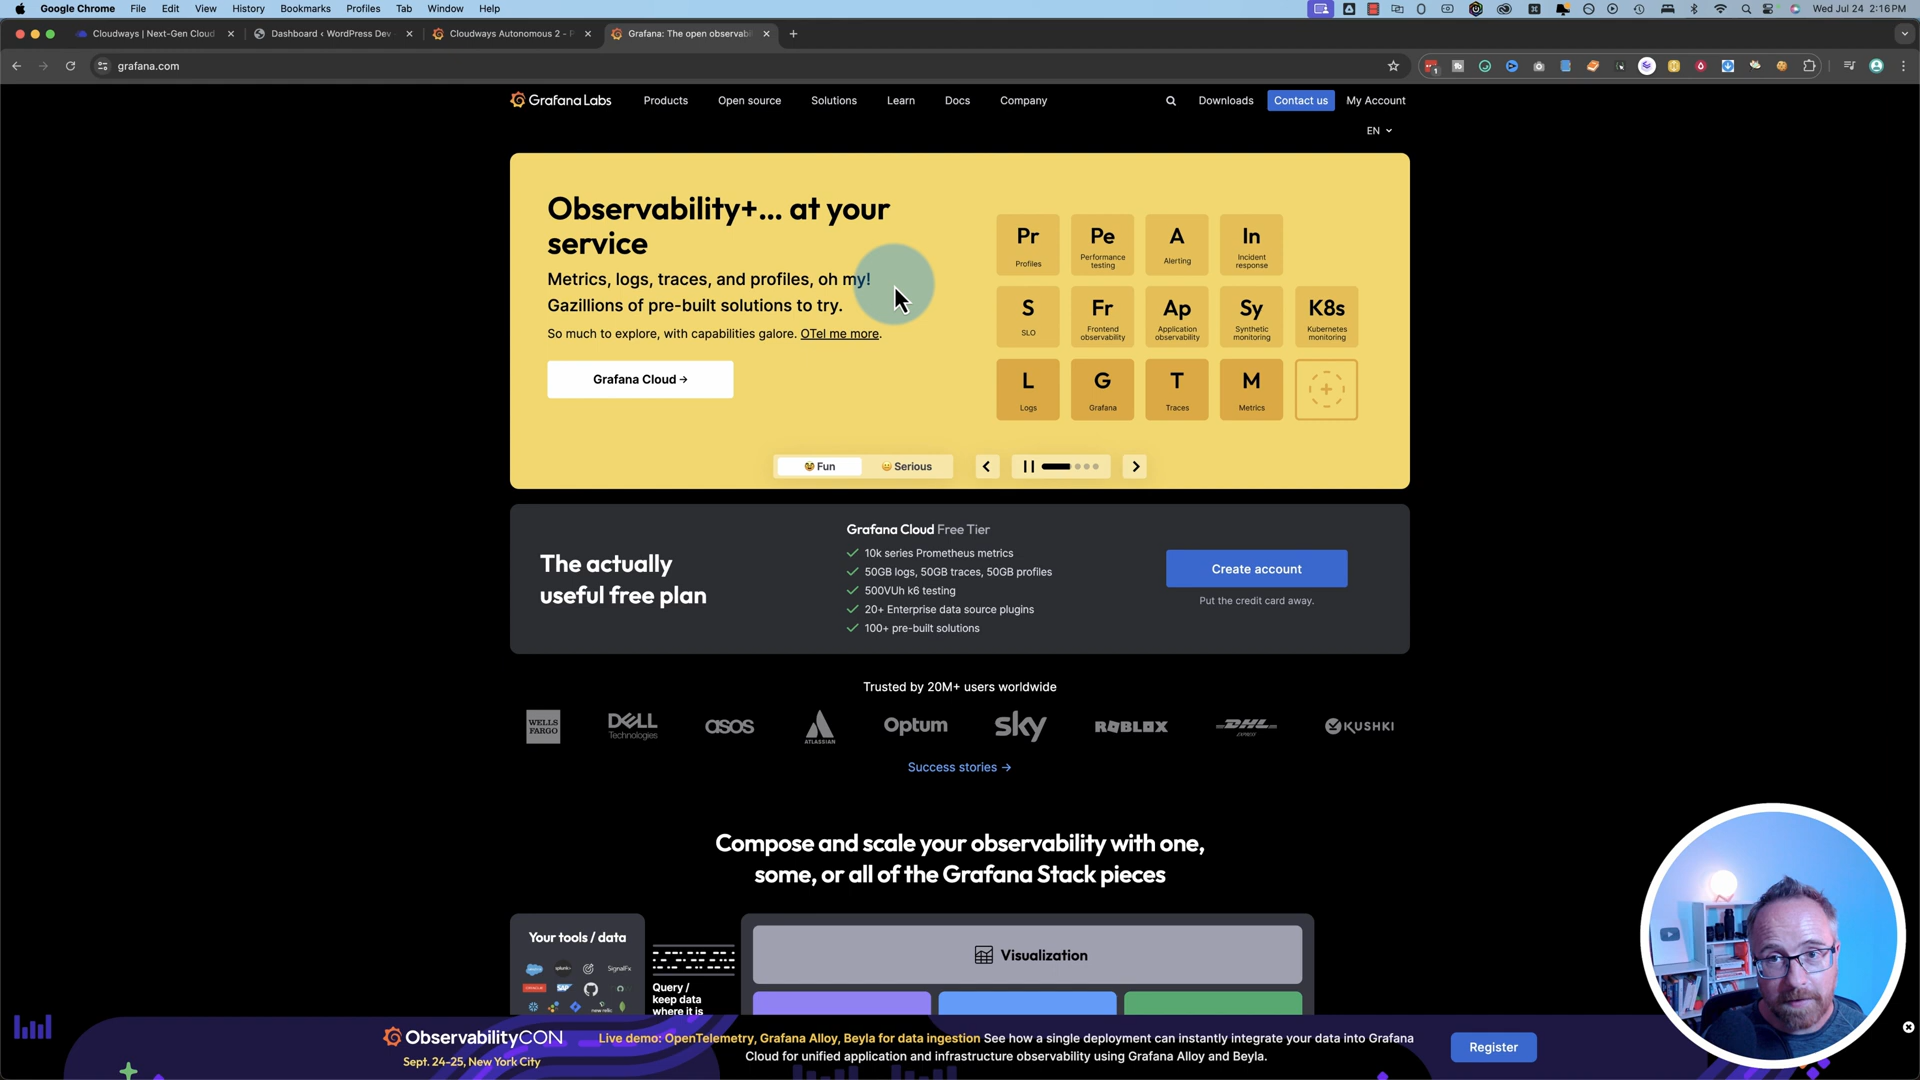 Google Chrome File Edit View History Bookmarks Profiles Tab Window Help
Wed Jul 24 2:16 PM
Cloudways | Next-Gen Cloud
Dashboard ‹ WordPress Dev
Cloudways Autonomous 2 -
Grafana: The open observabi
grafana.com
Grafana Labs
Products
Open source
Solutions
Learn
Docs
Company
Downloads
Contact us
My Account
EN
Observability+... at your
service
Metrics, logs, traces, and profiles, oh my!
Gazillions of pre-built solutions to try.
So much to explore, with capabilities galore. OTel me more.
Grafana Cloud →
Pr
Profiles
Pe
Performance
testing
A
Alerting
In
Incident
response
S
SLO
Fr
Frontend
observability
Ap
Application
observability
Sy
Synthetic
monitoring
K8s
Kubernetes
monitoring
L
Logs
G
Grafana
T
Traces
M
Metrics
Fun
Serious
The actually
useful free plan
Grafana Cloud Free Tier
10k series Prometheus metrics
50GB logs, 50GB traces, 50GB profiles
500VUh k6 testing
20+ Enterprise data source plugins
100+ pre-built solutions
Create account
Put the credit card away.
Trusted by 20M+ users worldwide
WELLS
FARGO
DELL
Technologies
asos
ATLASSIAN
Optum
sky
ROBLOX
DHL
EXPRESS
KUSHKI
Success stories →
Compose and scale your observability with one,
some, or all of the Grafana Stack pieces
Your tools / data
splunk>
SignalFx
ORACLE
SAP
new relic
Query /
keep data
where it is
Visualization
ObservabilityCON
Sept. 24-25, New York City
Live demo: OpenTelemetry, Grafana Alloy, Beyla for data ingestion See how a single deployment can instantly integrate your data into Grafana
Cloud for unified application and infrastructure observability using Grafana Alloy and Beyla.
Register